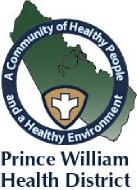 A Community of Healthy People
and a Healthy Environment
Prince William
Health District